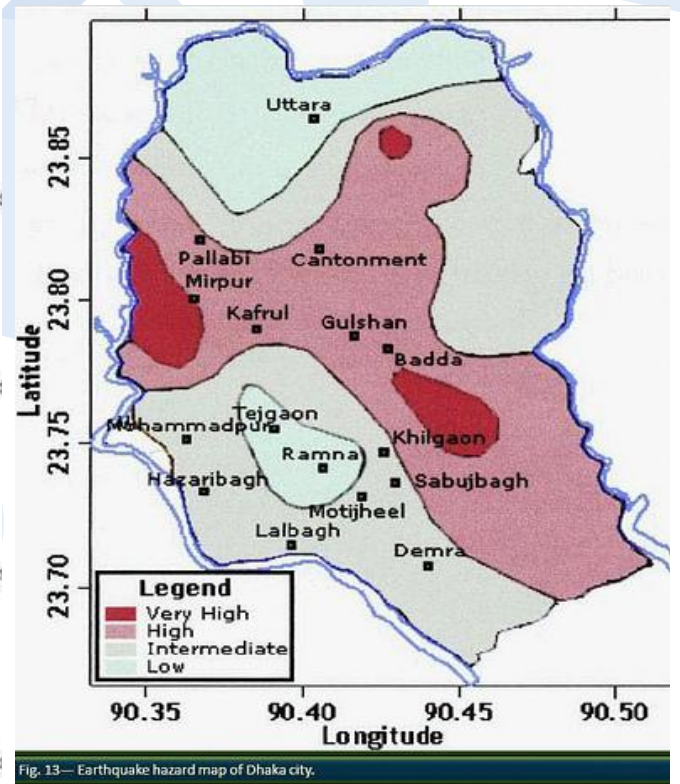 Uttara
23.85
Pallabi
Cantonment
Mirpur
23.80
Kafrul
Gulshan
Badda
Latitude
Tejgaon
Mohammadpur
23.75
Khilgaon
Ramna
Hazaribagh
Sabujbagh
Motijheel
Lalbagh
Demra
23.70
Legend
Very High
High
Intermediate
Low
90.35 90.40 90.45 90.50
Longitude
Fig. 13— Earthquake hazard map of Dhaka city.